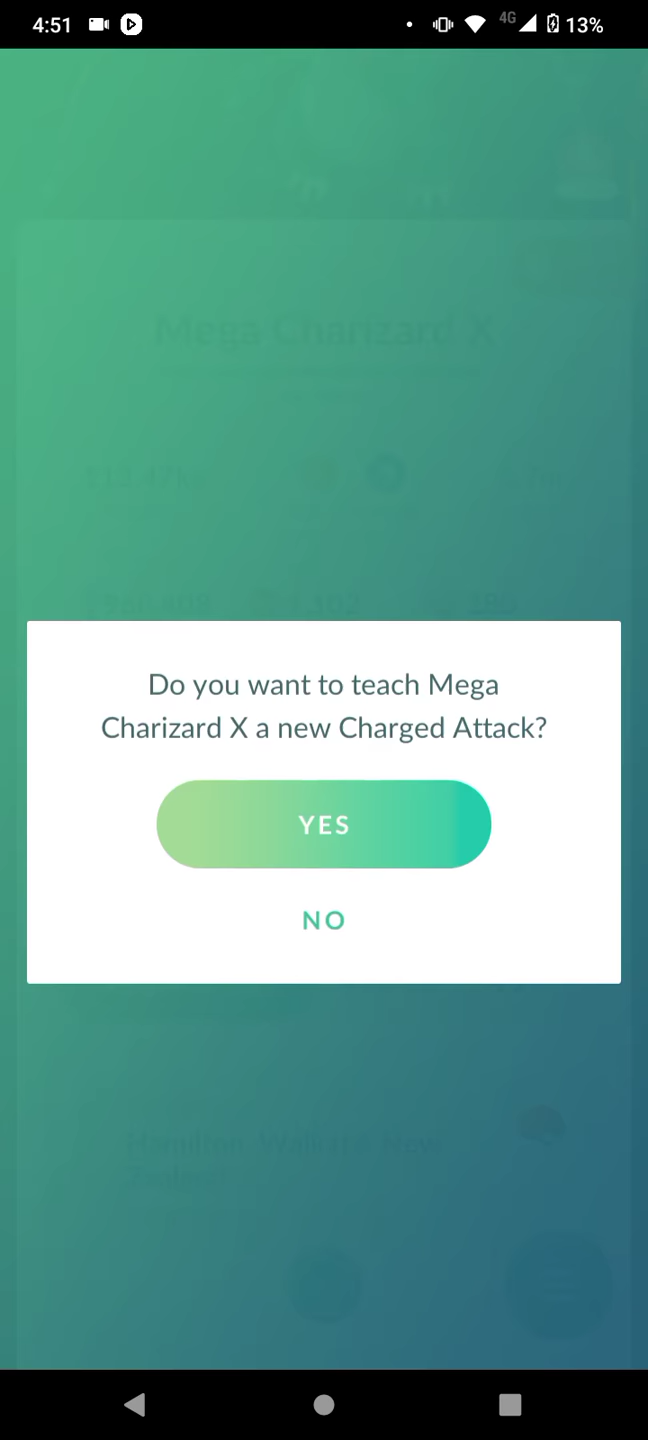 4:51
4G
13%
Mega Charizard X
Do you want to teach Mega
Charizard X a new Charged Attack?
YES
NO